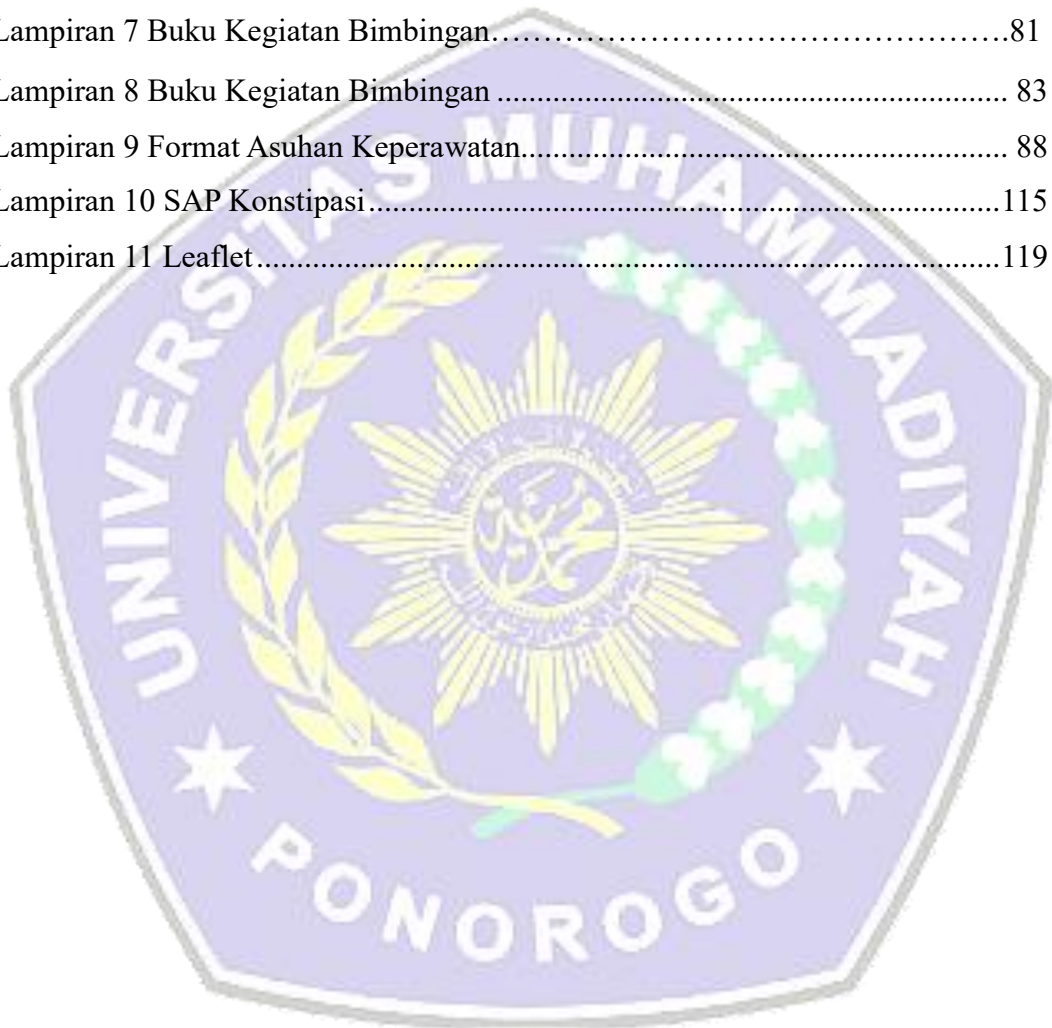 Lampiran 7 Buku Kegiatan Bimbingan……………………………………………….81
Lampiran 8 Buku Kegiatan Bimbingan ................................................................. 83
Lampiran 9 Format Asuhan Keperawatan.............................................................. 88
Lampiran 10 SAP Konstipasi................................................................................115
Lampiran 11 Leaflet..............................................................................................119
UNIVERSITAS MUHAMMADIYAH
PONOROGO